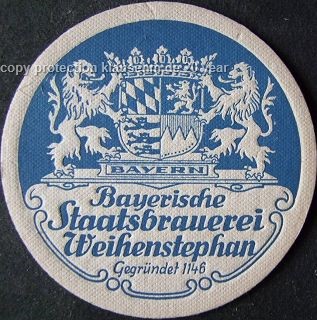 copy protection
BAYERN
Bayerische
Staatsbrauerei
Weihenstephan
Gegründet 1146